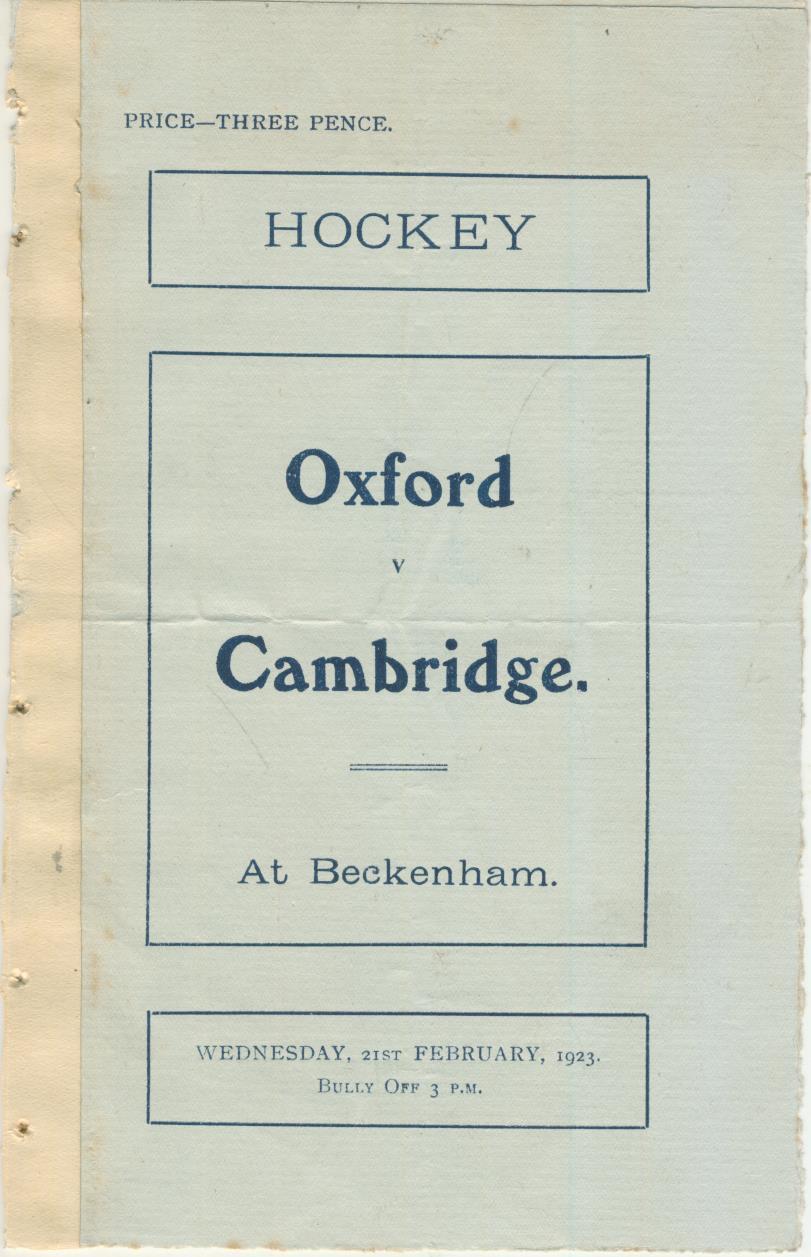 PRICE—THREE PENCE.
HOCKEY
Oxford
v
Cambridge.
At Beckenham.
WEDNESDAY, 21ST FEBRUARY, 1923.
BULLY OFF 3 P.M.